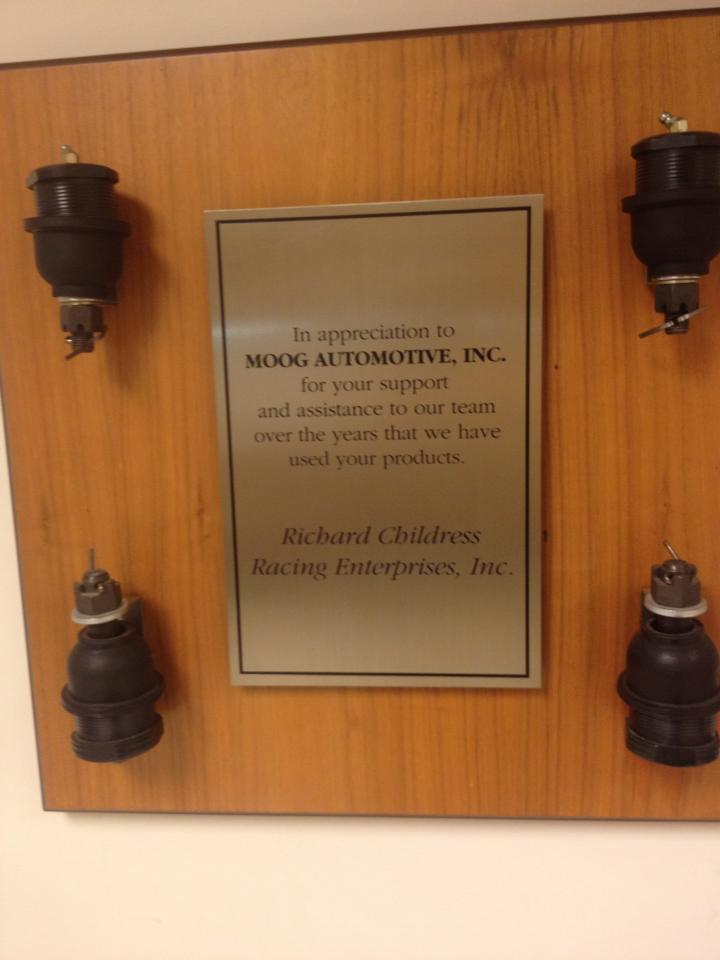 In appreciation to
MOOG AUTOMOTIVE, INC.
for your support
and assistance to our team
over the years that we have
used your products.
Richard Childress
Racing Enterprises, Inc.